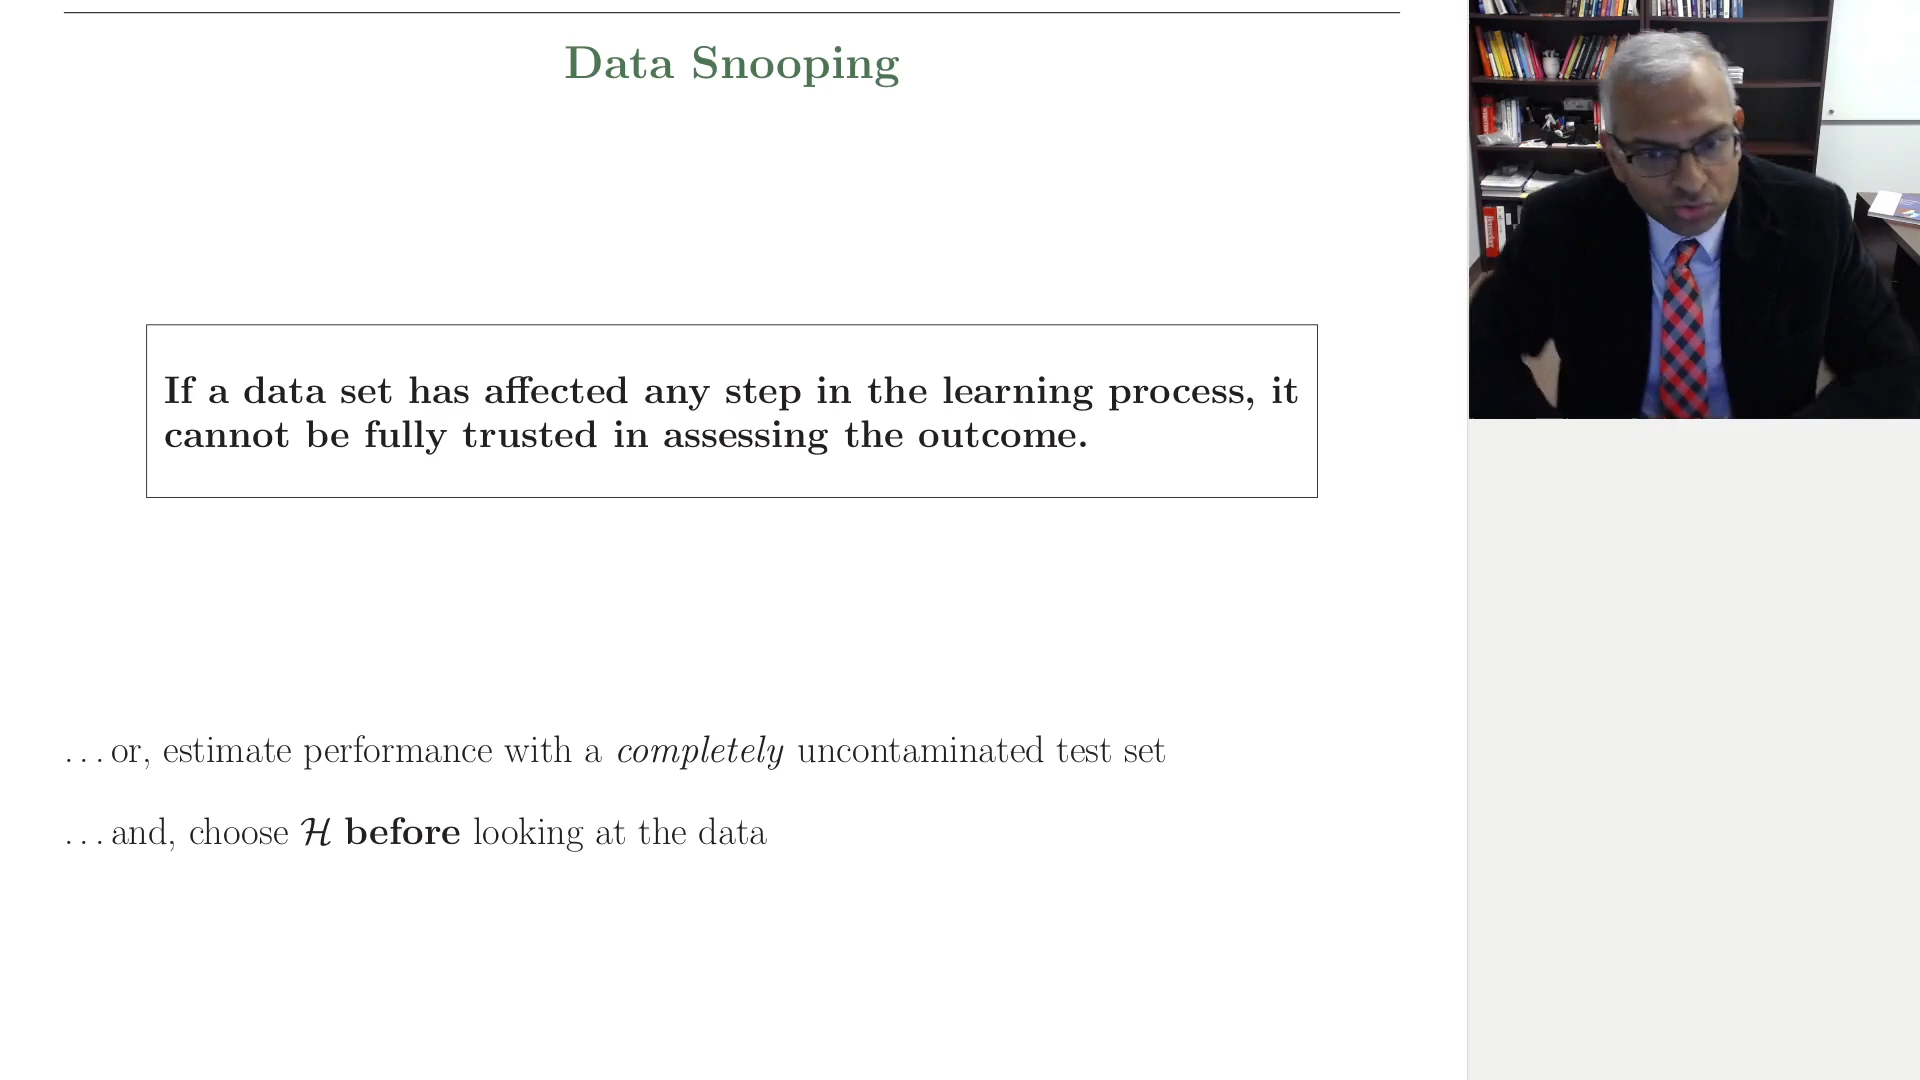 Data Snooping
If a data set has affected any step in the learning process, it
cannot be fully trusted in assessing the outcome.
...or, estimate performance with a completely uncontaminated test set
...and, choose ℋ before looking at the data